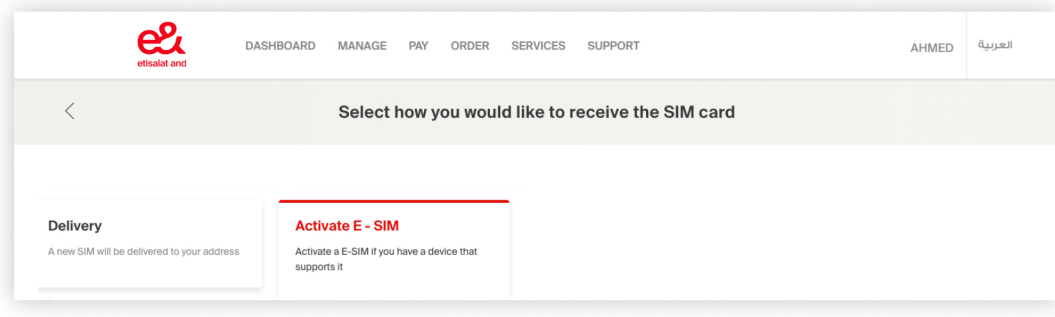 e&
etisalat and
DASHBOARD MANAGE PAY ORDER SERVICES SUPPORT AHMED العربية
Select how you would like to receive the SIM card
Delivery
A new SIM will be delivered to your address
Activate E - SIM
Activate a E-SIM if you have a device that
supports it